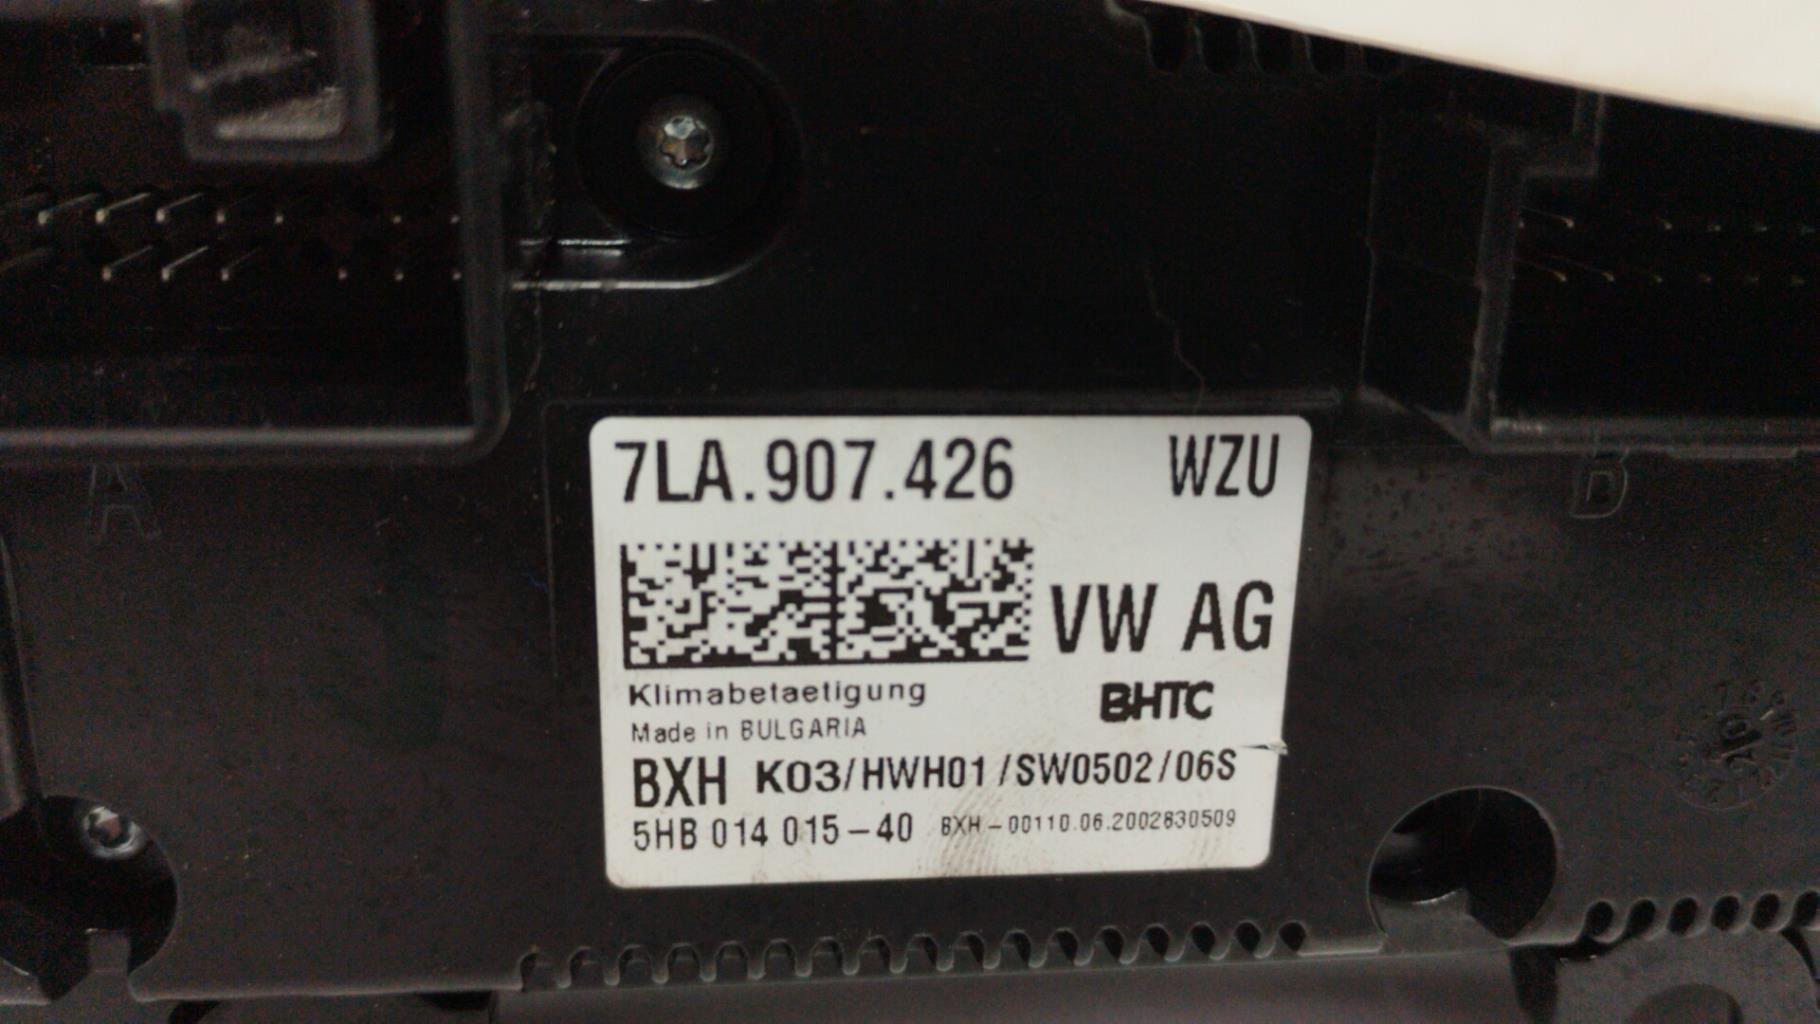 7LA.907.426 WZU
VW AG
Klimabetaetigung
BHTC
Made in BULGARIA
BXH K03/HWH01/SW0502/06S
5HB 014 015-40 BXH-00110.06.2002830509
A
B